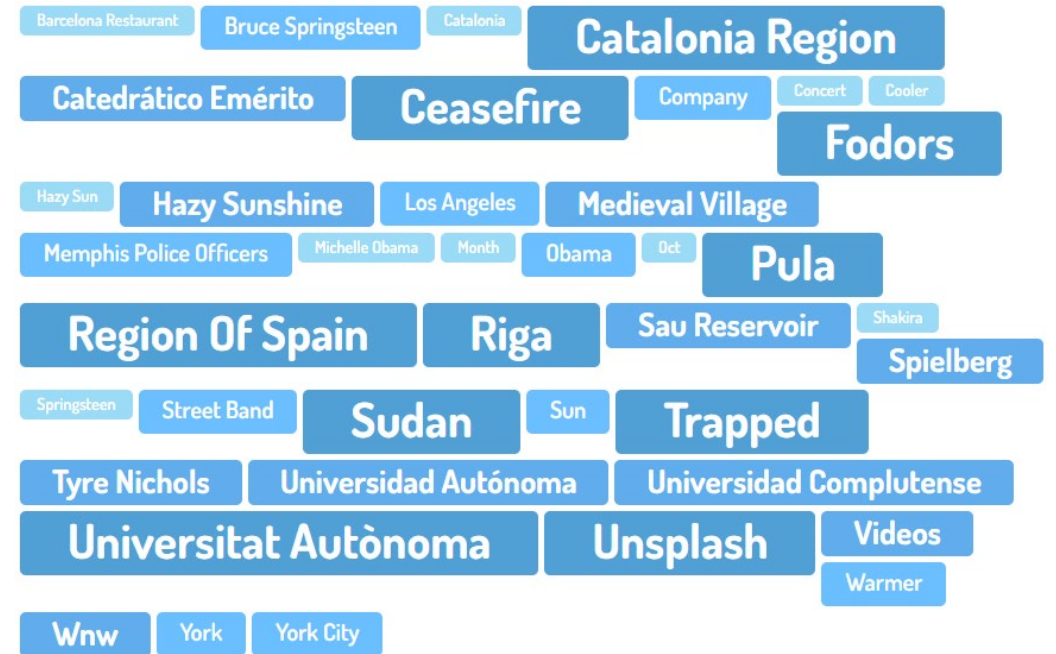 Barcelona Restaurant Bruce Springsteen Catalonia Catalonia Region
Catedrático Emérito Ceasefire Company Concert Cooler
Fodors
Hazy Sun Hazy Sunshine Los Angeles Medieval Village
Memphis Police Officers Michelle Obama Month Obama Oct Pula
Region Of Spain Riga Sau Reservoir Shakira
Spielberg
Springsteen Street Band Sudan Sun Trapped
Tyre Nichols Universidad Autónoma Universidad Complutense
Universitat Autònoma Unsplash Videos
Warmer
Wnw York York City